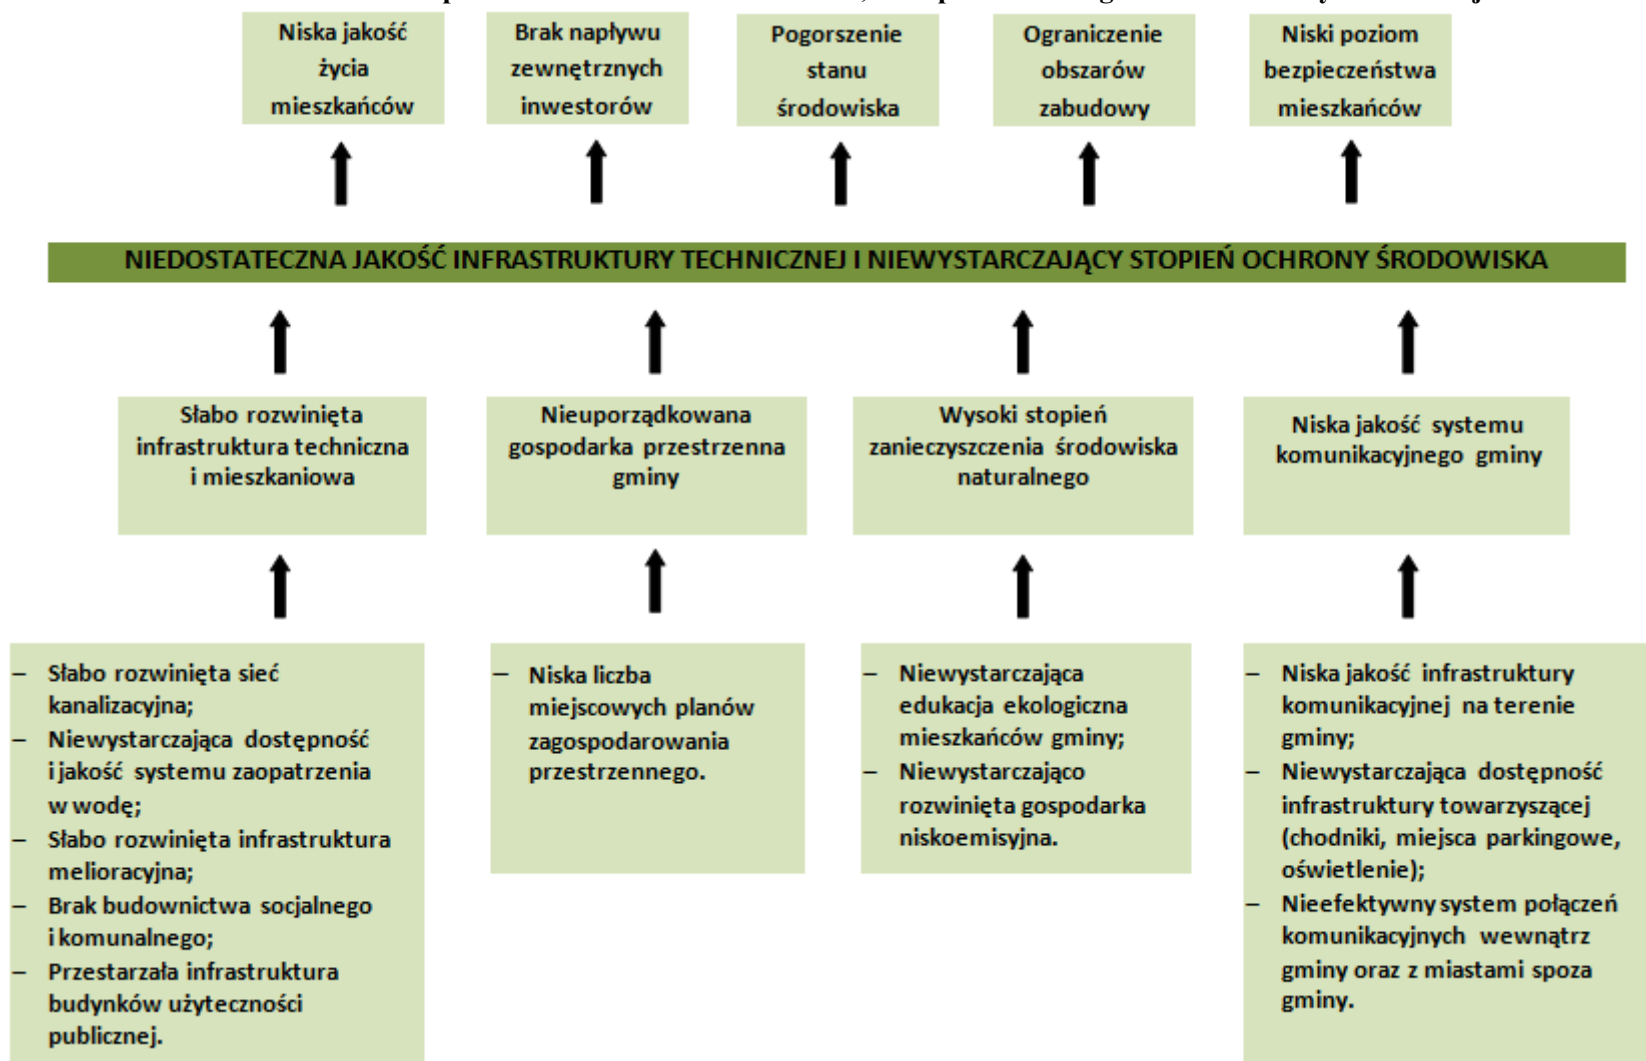 Niska jakość
życia
mieszkańców
Brak napływu
zewnętrznych
inwestorów
Pogorszenie
stanu
środowiska
Ograniczenie
obszarów
zabudowy
Niski poziom
bezpieczeństwa
mieszkańców
NIEDOSTATECZNA JAKOŚĆ INFRASTRUKTURY TECHNICZNEJ I NIEWYSTARCZAJĄCY STOPIEŃ OCHRONY ŚRODOWISKA
Słabo rozwinięta
infrastruktura techniczna
i mieszkaniowa
Nieuporządkowana
gospodarka przestrzenna
gminy
Wysoki stopień
zanieczyszczenia środowiska
naturalnego
Niska jakość systemu
komunikacyjnego gminy
– Słabo rozwinięta sieć
kanalizacyjna;
– Niewystarczająca dostępność
i jakość systemu zaopatrzenia
w wodę;
– Słabo rozwinięta infrastruktura
melioracyjna;
– Brak budownictwa socjalnego
i komunalnego;
– Przestarzała infrastruktura
budynków użyteczności
publicznej.
– Niska liczba
miejscowych planów
zagospodarowania
przestrzennego.
– Niewystarczająca
edukacja ekologiczna
mieszkańców gminy;
– Niewystarczająco
rozwinięta gospodarka
niskoemisyjna.
– Niska jakość infrastruktury
komunikacyjnej na terenie
gminy;
– Niewystarczająca dostępność
infrastruktury towarzyszącej
(chodniki, miejsca parkingowe,
oświetlenie);
– Nieefektywny system połączeń
komunikacyjnych wewnątrz
gminy oraz z miastami spoza
gminy.